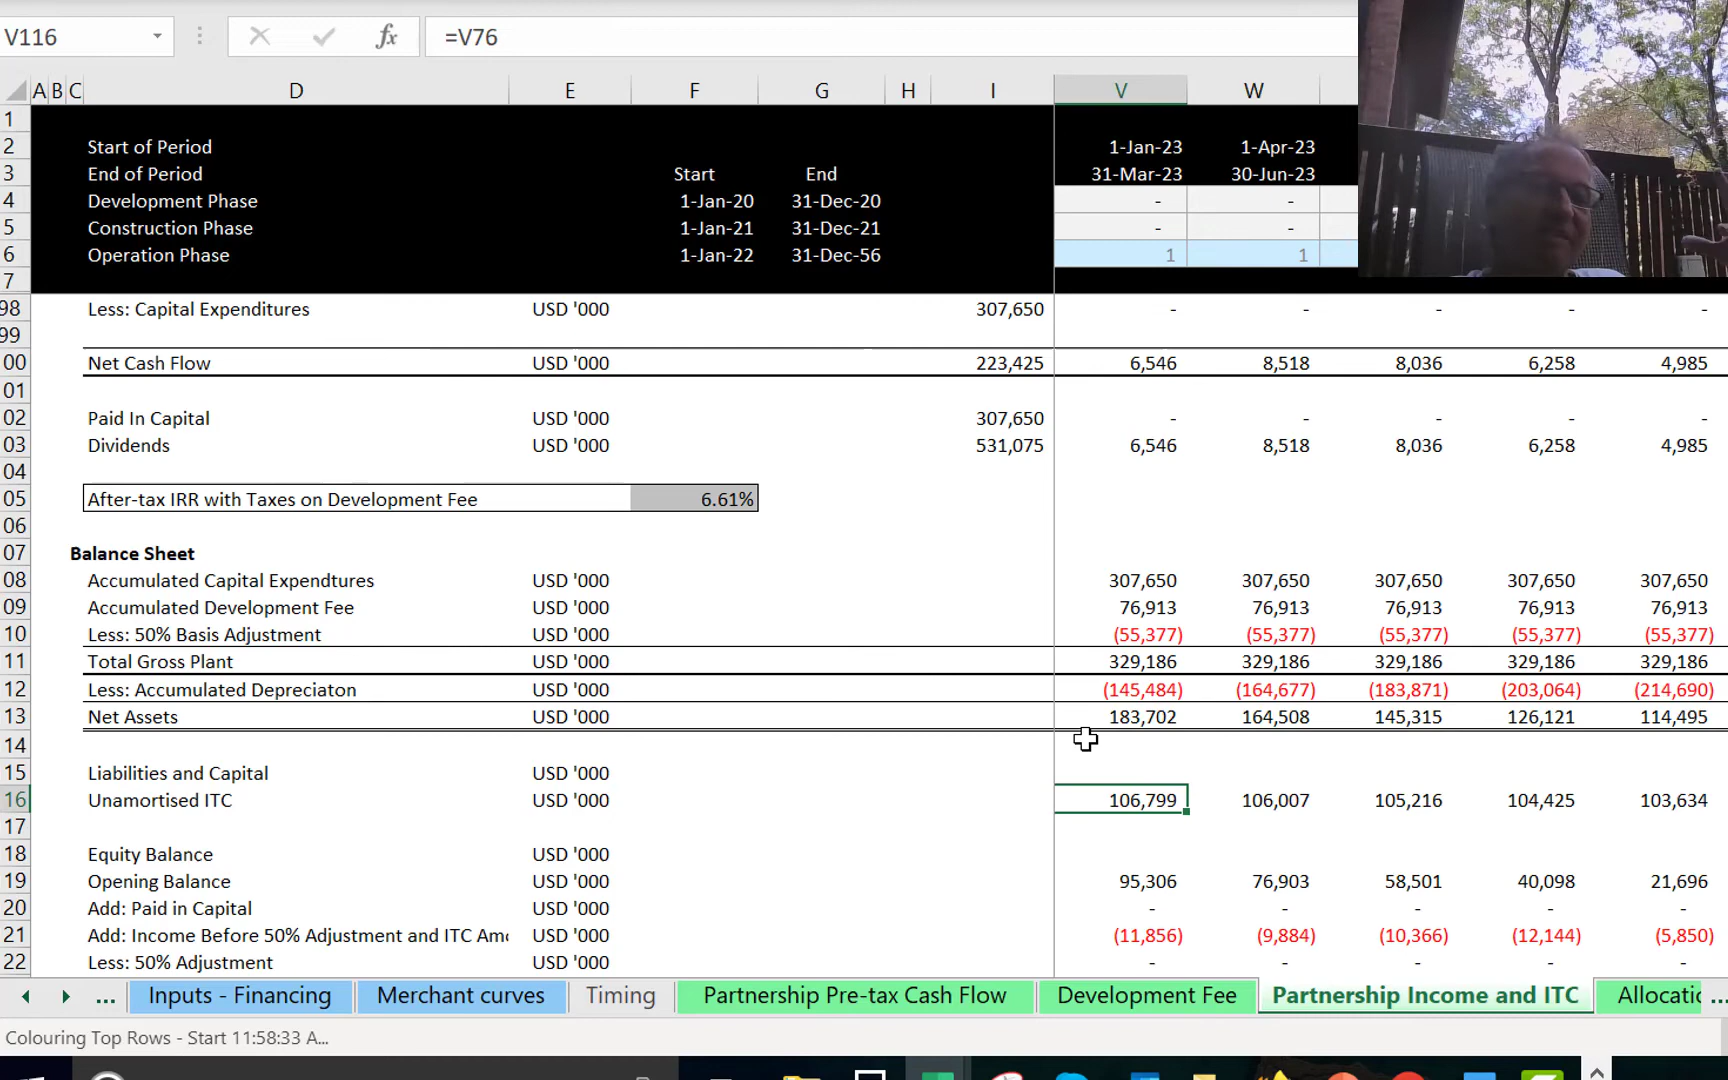 V116 fx =V76
A B C D E F G H I V W
1
2 Start of Period 1-Jan-23 1-Apr-23
3 End of Period Start End 31-Mar-23 30-Jun-23
4 Development Phase 1-Jan-20 31-Dec-20 - -
5 Construction Phase 1-Jan-21 31-Dec-21 - -
6 Operation Phase 1-Jan-22 31-Dec-56 1 1
7
98 Less: Capital Expenditures USD '000 307,650 - - - - -
99
00 Net Cash Flow USD '000 223,425 6,546 8,518 8,036 6,258 4,985
01
02 Paid In Capital USD '000 307,650 - - - - -
03 Dividends USD '000 531,075 6,546 8,518 8,036 6,258 4,985
04
05 After-tax IRR with Taxes on Development Fee 6.61%
06
07 Balance Sheet
08 Accumulated Capital Expendtures USD '000 307,650 307,650 307,650 307,650 307,650
09 Accumulated Development Fee USD '000 76,913 76,913 76,913 76,913 76,913
10 Less: 50% Basis Adjustment USD '000 (55,377) (55,377) (55,377) (55,377) (55,377)
11 Total Gross Plant USD '000 329,186 329,186 329,186 329,186 329,186
12 Less: Accumulated Depreciaton USD '000 (145,484) (164,677) (183,871) (203,064) (214,690)
13 Net Assets USD '000 183,702 164,508 145,315 126,121 114,495
14
15 Liabilities and Capital USD '000
16 Unamortised ITC USD '000 106,799 106,007 105,216 104,425 103,634
17
18 Equity Balance USD '000
19 Opening Balance USD '000 95,306 76,903 58,501 40,098 21,696
20 Add: Paid in Capital USD '000 - - - - -
21 Add: Income Before 50% Adjustment and ITC Am USD '000 (11,856) (9,884) (10,366) (12,144) (5,850)
22 Less: 50% Adjustment USD '000 - - - - -
... Inputs - Financing Merchant curves Timing Partnership Pre-tax Cash Flow Development Fee Partnership Income and ITC Allocatic ...
Colouring Top Rows - Start 11:58:33 A...